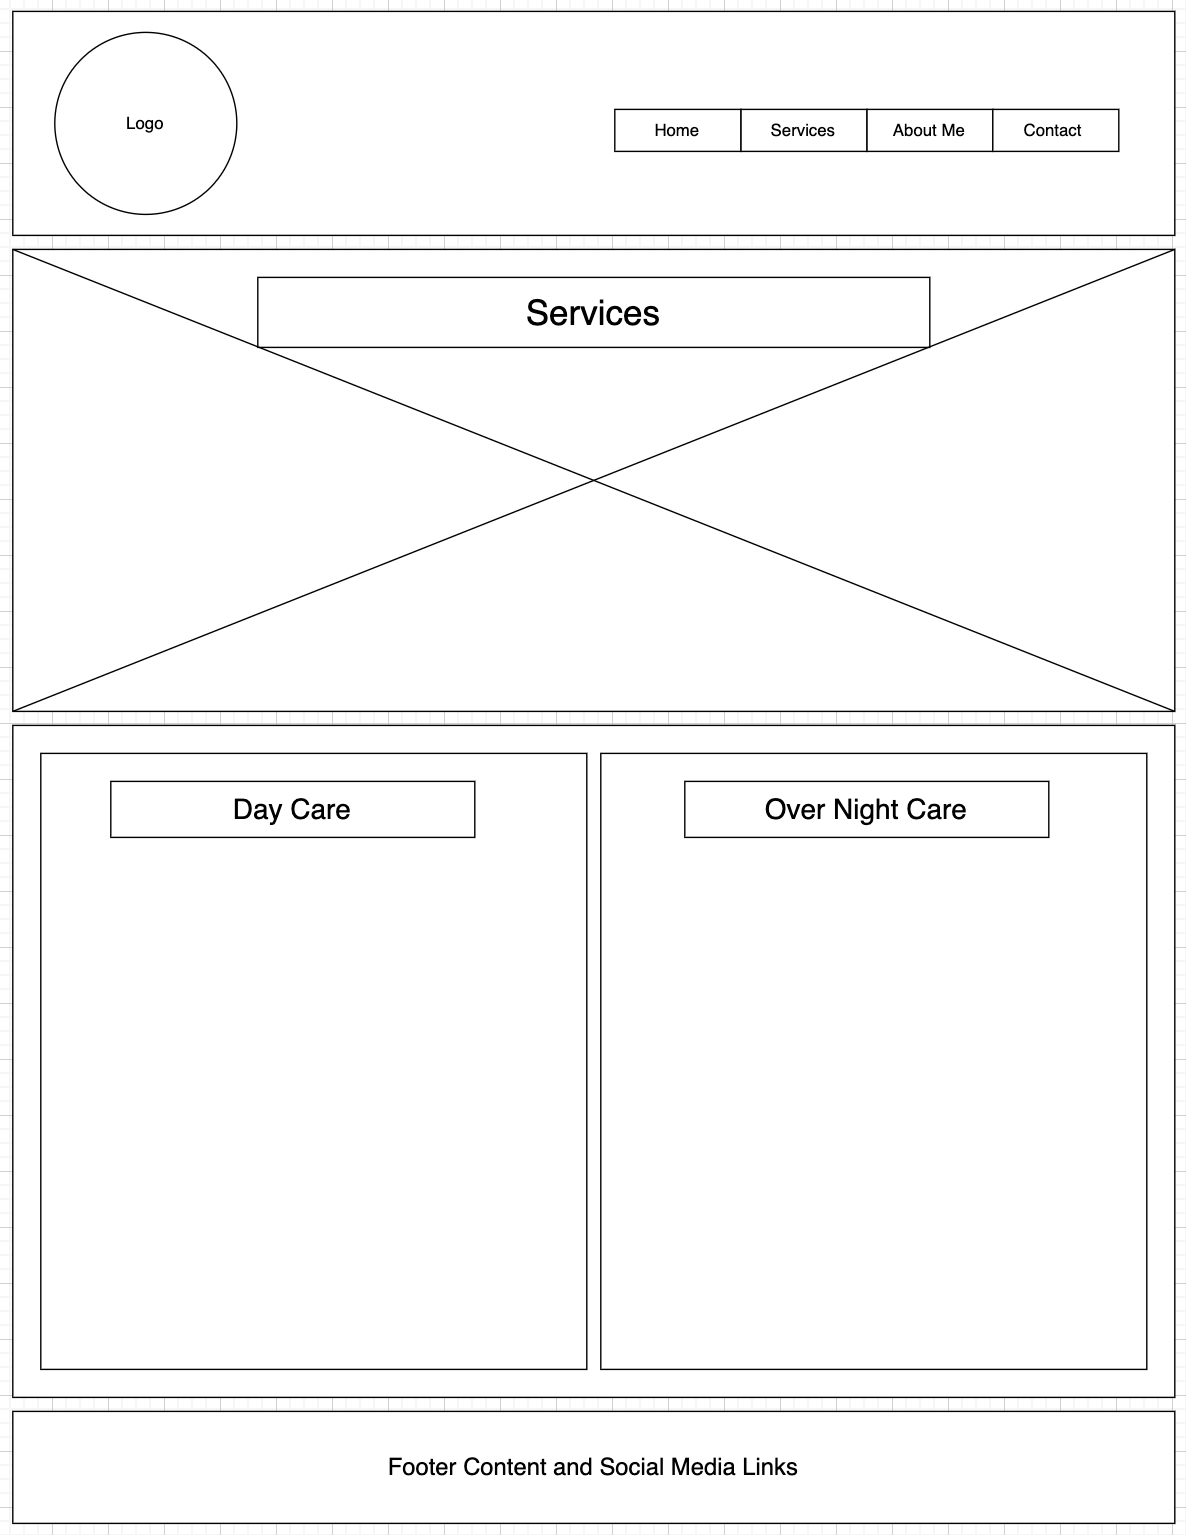 Logo
Home
Services
About Me
Contact
Services
Day Care
Over Night Care
Footer Content and Social Media Links